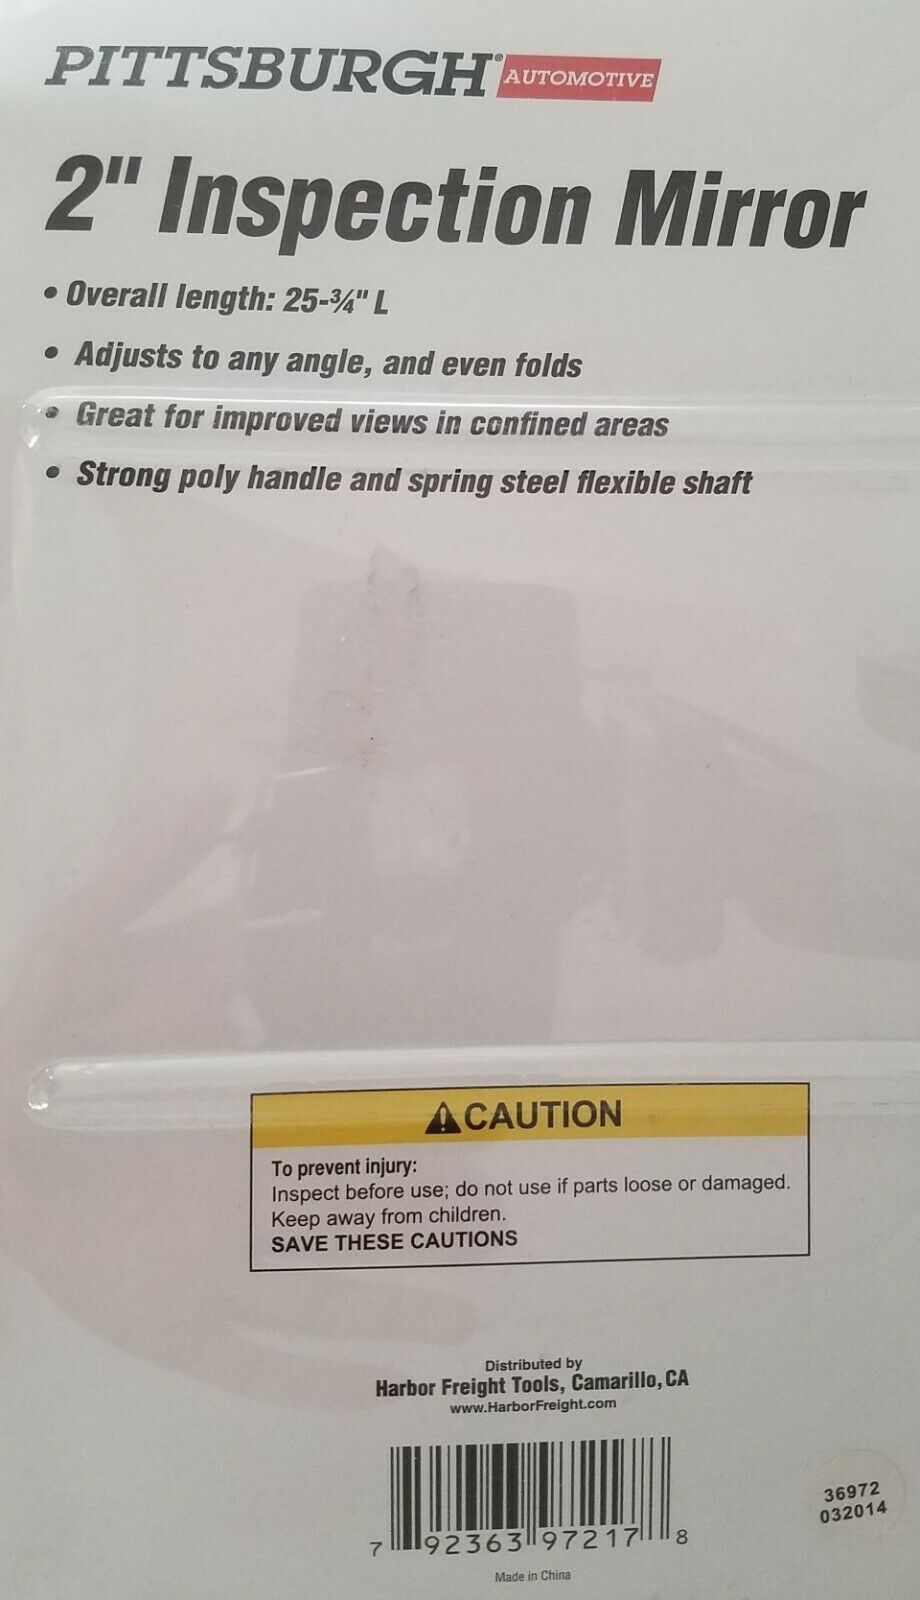 PITTSBURGH® AUTOMOTIVE
2" Inspection Mirror
• Overall length: 25-¾" L
• Adjusts to any angle, and even folds
• Great for improved views in confined areas
• Strong poly handle and spring steel flexible shaft
⚠CAUTION
To prevent injury:
Inspect before use; do not use if parts loose or damaged.
Keep away from children.
SAVE THESE CAUTIONS
Distributed by
Harbor Freight Tools, Camarillo, CA
www.HarborFreight.com
7 92363 97217 8
Made in China
36972
032014